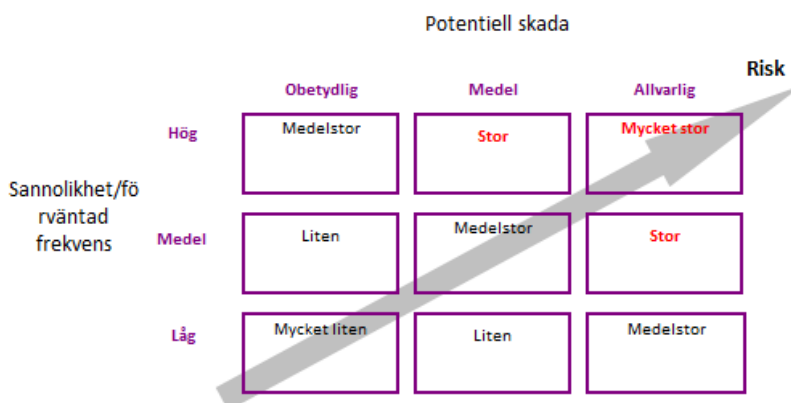 Potentiell skada
Risk
Obetydlig Medel Allvarlig
Hög Medelstor Stor Mycket stor
Sannolikhet/fö
rväntad
frekvens
Medel Liten Medelstor Stor
Låg Mycket liten Liten Medelstor